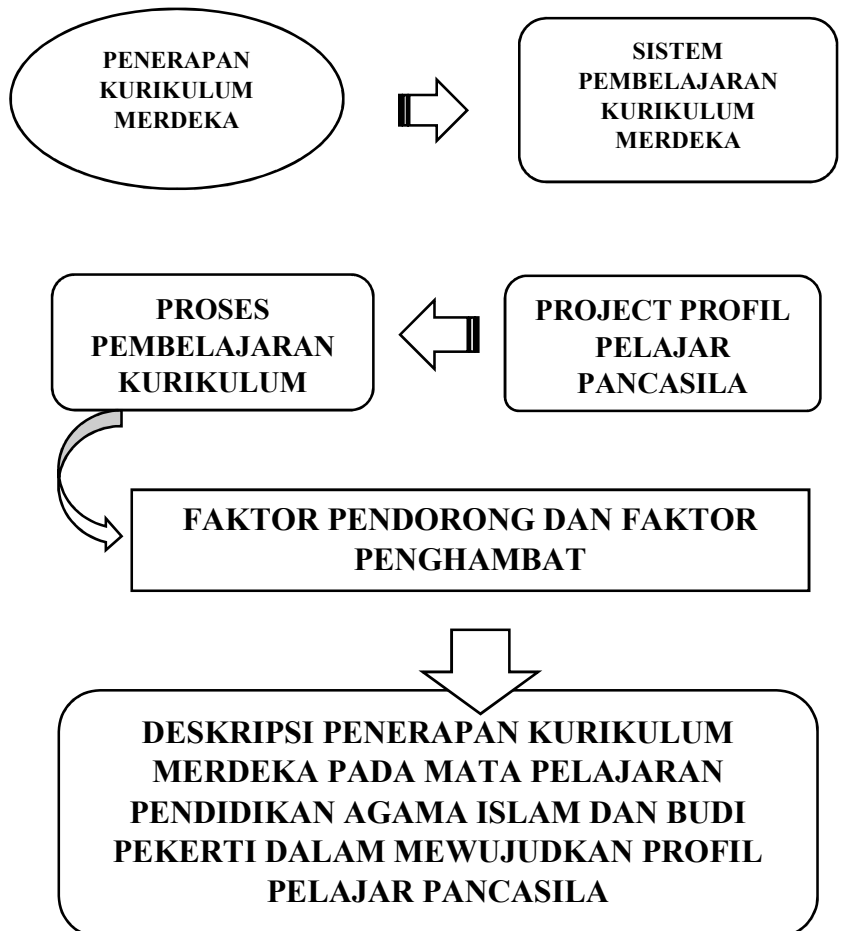 PENERAPAN
KURIKULUM
MERDEKA
SISTEM
PEMBELAJARAN
KURIKULUM
MERDEKA
PROJECT PROFIL
PELAJAR
PANCASILA
PROSES
PEMBELAJARAN
KURIKULUM
FAKTOR PENDORONG DAN FAKTOR
PENGHAMBAT
DESKRIPSI PENERAPAN KURIKULUM
MERDEKA PADA MATA PELAJARAN
PENDIDIKAN AGAMA ISLAM DAN BUDI
PEKERTI DALAM MEWUJUDKAN PROFIL
PELAJAR PANCASILA